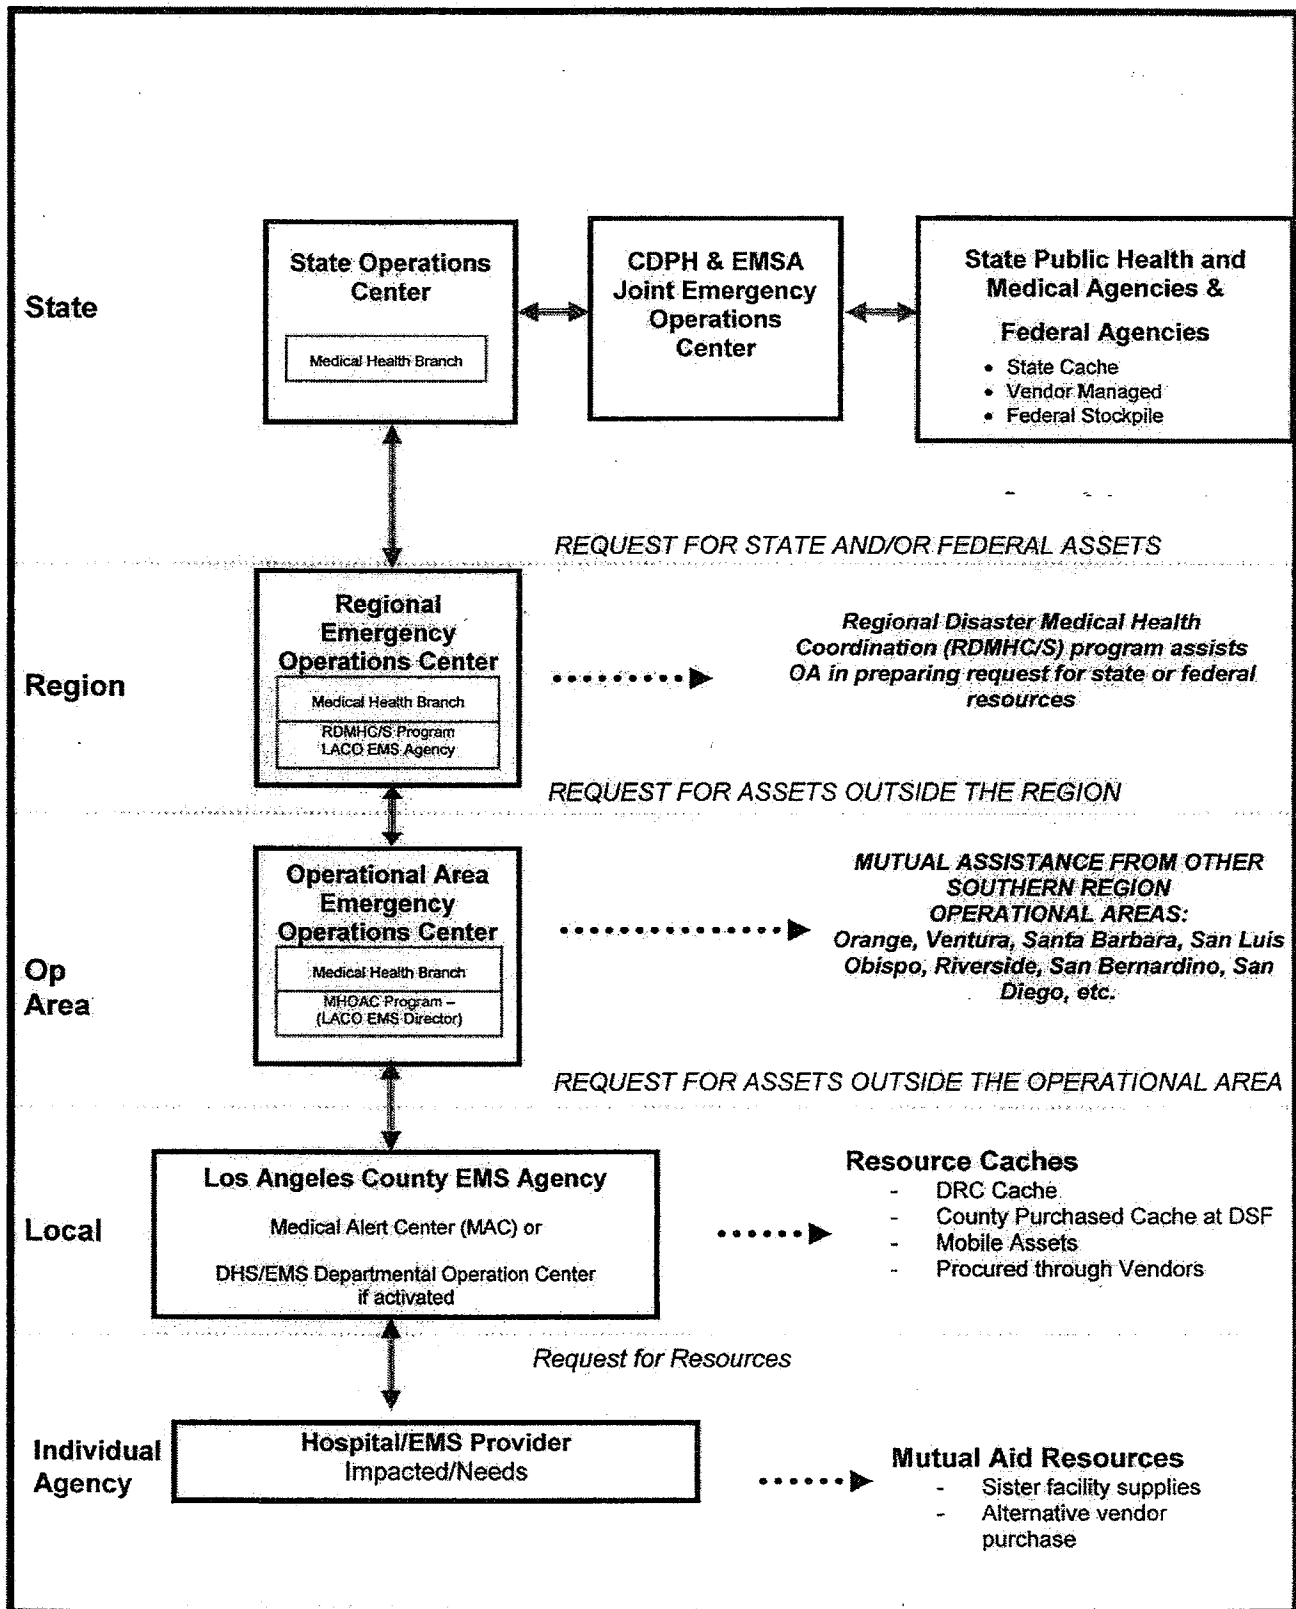 State
State Operations
Center
Medical Health Branch
CDPH & EMSA
Joint Emergency
Operations
Center
State Public Health and
Medical Agencies &
Federal Agencies
• State Cache
• Vendor Managed
• Federal Stockpile
REQUEST FOR STATE AND/OR FEDERAL ASSETS
Region
Regional
Emergency
Operations Center
Medical Health Branch
RDMHC/S Program
LACO EMS Agency
Regional Disaster Medical Health
Coordination (RDMHC/S) program assists
OA in preparing request for state or federal
resources
REQUEST FOR ASSETS OUTSIDE THE REGION
Op
Area
Operational Area
Emergency
Operations Center
Medical Health Branch
MHOAC Program –
(LACO EMS Director)
MUTUAL ASSISTANCE FROM OTHER
SOUTHERN REGION
OPERATIONAL AREAS:
Orange, Ventura, Santa Barbara, San Luis
Obispo, Riverside, San Bernardino, San
Diego, etc.
REQUEST FOR ASSETS OUTSIDE THE OPERATIONAL AREA
Local
Los Angeles County EMS Agency
Medical Alert Center (MAC) or
DHS/EMS Departmental Operation Center
if activated
Resource Caches
- DRC Cache
- County Purchased Cache at DSF
- Mobile Assets
- Procured through Vendors
Request for Resources
Individual
Agency
Hospital/EMS Provider
Impacted/Needs
Mutual Aid Resources
- Sister facility supplies
- Alternative vendor
purchase